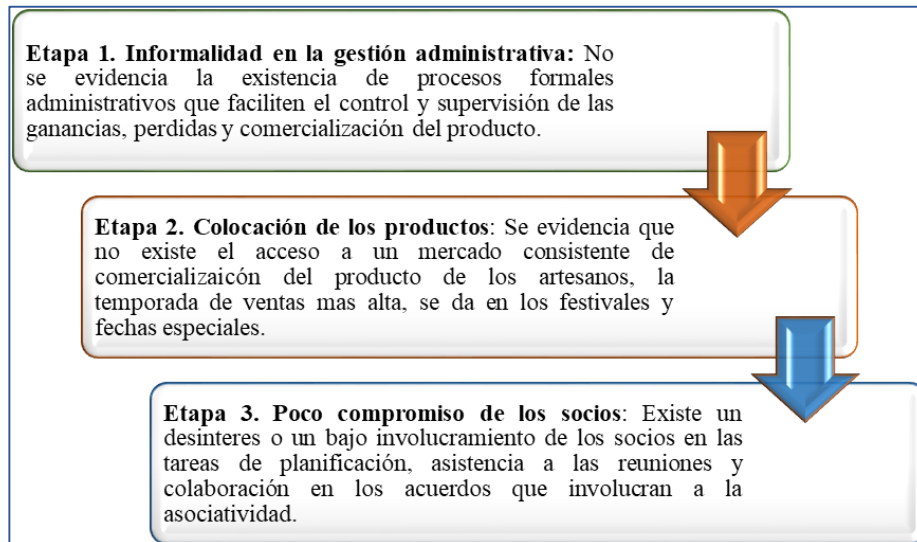 Etapa 1. Informalidad en la gestión administrativa: No
se evidencia la existencia de procesos formales
administrativos que faciliten el control y supervisión de las
ganancias, perdidas y comercialización del producto.
Etapa 2. Colocación de los productos: Se evidencia que
no existe el acceso a un mercado consistente de
comercializaicón del producto de los artesanos, la
temporada de ventas mas alta, se da en los festivales y
fechas especiales.
Etapa 3. Poco compromiso de los socios: Existe un
desinteres o un bajo involucramiento de los socios en las
tareas de planificación, asistencia a las reuniones y
colaboración en los acuerdos que involucran a la
asociatividad.